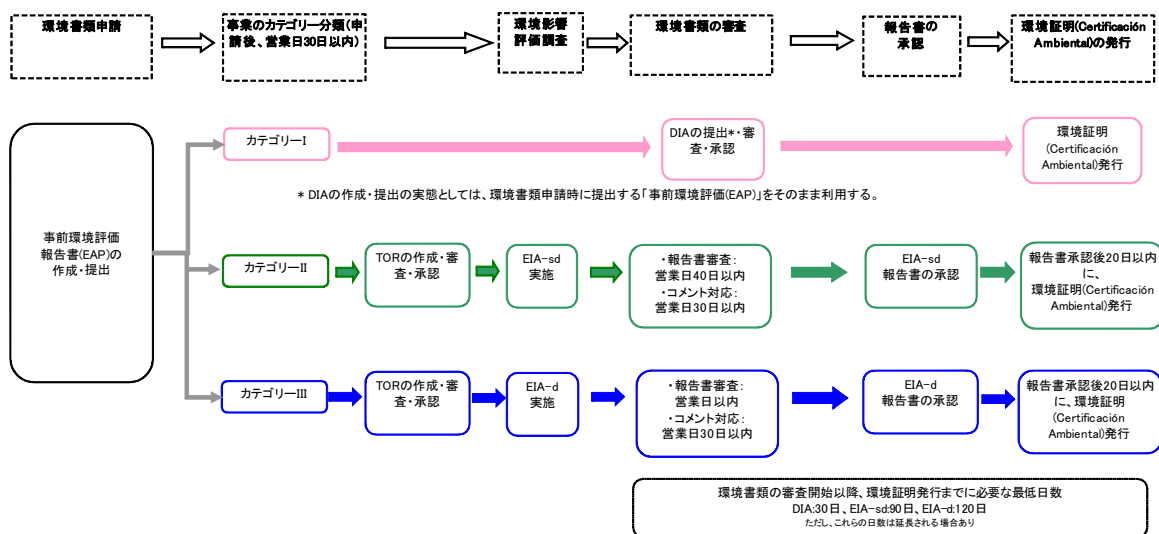 環境書類申請
事業のカテゴリー分類(申
請後、営業日30日以内)
環境影響
評価調査
環境書類の審査
報告書の
承認
環境証明(Certificación
Ambiental)の発行
カテゴリーI
DIAの提出*・審
査・承認
環境証明
(Certificación
Ambiental)発行
* DIAの作成・提出の実態としては、環境書類申請時に提出する「事前環境評価(EAP)」をそのまま利用する。
事前環境評価
報告書(EAP)の
作成・提出
カテゴリーII
TORの作成・審
査・承認
EIA-sd
実施
・報告書審査:
営業日40日以内
・コメント対応:
営業日30日以内
EIA-sd
報告書の承認
報告書承認後20日以内
に、
環境証明(Certificación
Ambiental)発行
カテゴリーIII
TORの作成・審
査・承認
EIA-d
実施
・報告書審査:
営業日以内
・コメント対応:
営業日30日以内
EIA-d
報告書の承認
報告書承認後20日以内
に、環境証明
(Certificación
Ambiental)発行
環境書類の審査開始以降、環境証明発行までに必要な最低日数
DIA:30日、EIA-sd:90日、EIA-d:120日
ただし、これらの日数は延長される場合あり